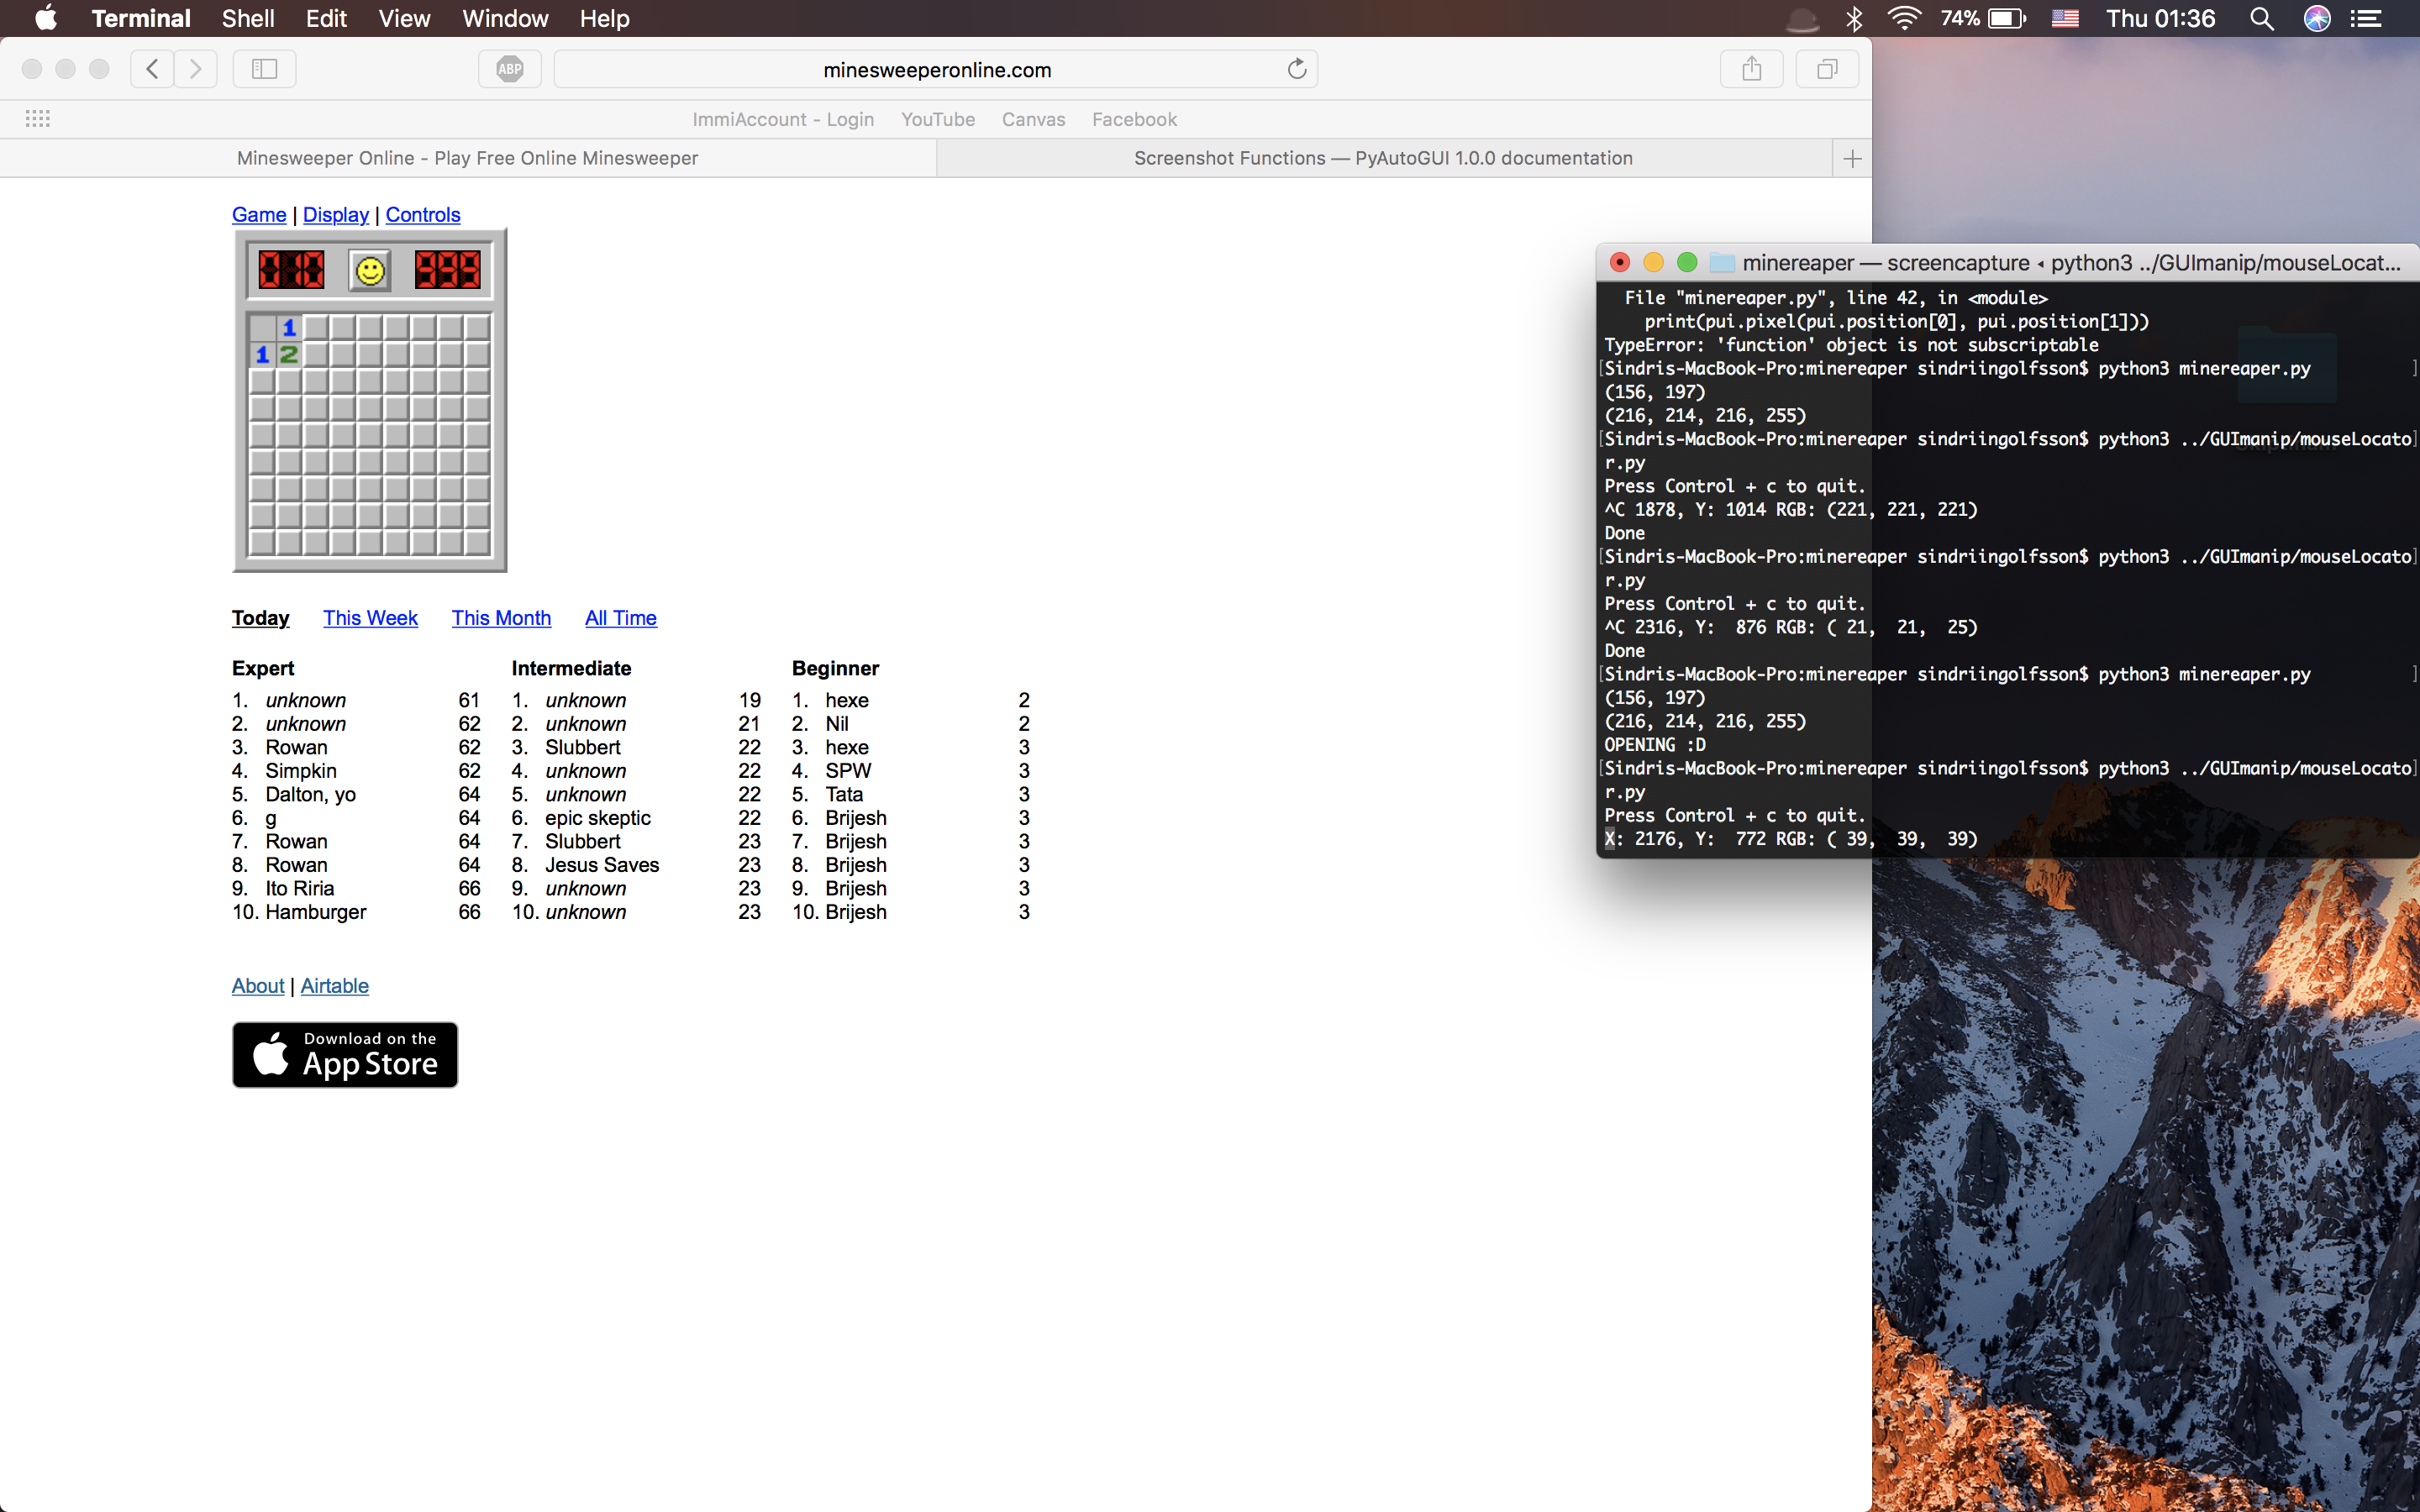 Terminal Shell Edit View Window Help 74% Thu 01:36
ABP minesweeperonline.com
ImmiAccount - Login YouTube Canvas Facebook
Minesweeper Online - Play Free Online Minesweeper Screenshot Functions — PyAutoGUI 1.0.0 documentation
Game | Display | Controls
010 999
1
1 2
Today This Week This Month All Time
Expert Intermediate Beginner
1. unknown 61 1. unknown 19 1. hexe 2
2. unknown 62 2. unknown 21 2. Nil 2
3. Rowan 62 3. Slubbert 22 3. hexe 3
4. Simpkin 62 4. unknown 22 4. SPW 3
5. Dalton, yo 64 5. unknown 22 5. Tata 3
6. g 64 6. epic skeptic 22 6. Brijesh 3
7. Rowan 64 7. Slubbert 23 7. Brijesh 3
8. Rowan 64 8. Jesus Saves 23 8. Brijesh 3
9. Ito Riria 66 9. unknown 23 9. Brijesh 3
10. Hamburger 66 10. unknown 23 10. Brijesh 3
About | Airtable
Download on the
App Store
minereaper — screencapture ◂ python3 ../GUImanip/mouseLocat...
File "minereaper.py", line 42, in <module>
print(pui.pixel(pui.position[0], pui.position[1]))
TypeError: 'function' object is not subscriptable
[Sindris-MacBook-Pro:minereaper sindriingolfsson$ python3 minereaper.py ]
(156, 197)
(216, 214, 216, 255)
[Sindris-MacBook-Pro:minereaper sindriingolfsson$ python3 ../GUImanip/mouseLocato]
r.py
Press Control + c to quit.
^C 1878, Y: 1014 RGB: (221, 221, 221)
Done
[Sindris-MacBook-Pro:minereaper sindriingolfsson$ python3 ../GUImanip/mouseLocato]
r.py
Press Control + c to quit.
^C 2316, Y:  876 RGB: ( 21,  21,  25)
Done
[Sindris-MacBook-Pro:minereaper sindriingolfsson$ python3 minereaper.py ]
(156, 197)
(216, 214, 216, 255)
OPENING :D
[Sindris-MacBook-Pro:minereaper sindriingolfsson$ python3 ../GUImanip/mouseLocato]
r.py
Press Control + c to quit.
X: 2176, Y:  772 RGB: ( 39,  39,  39)